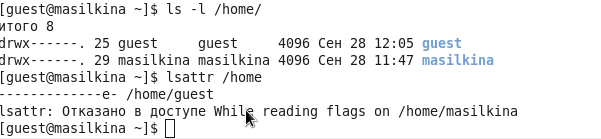 [guest@masilkina ~]$ ls -l /home/
итого 8
drwx------. 25 guest     guest     4096 Сен 28 12:05 guest
drwx------. 29 masilkina masilkina 4096 Сен 28 11:47 masilkina
[guest@masilkina ~]$ lsattr /home
-------------e- /home/guest
lsattr: Отказано в доступе While reading flags on /home/masilkina
[guest@masilkina ~]$